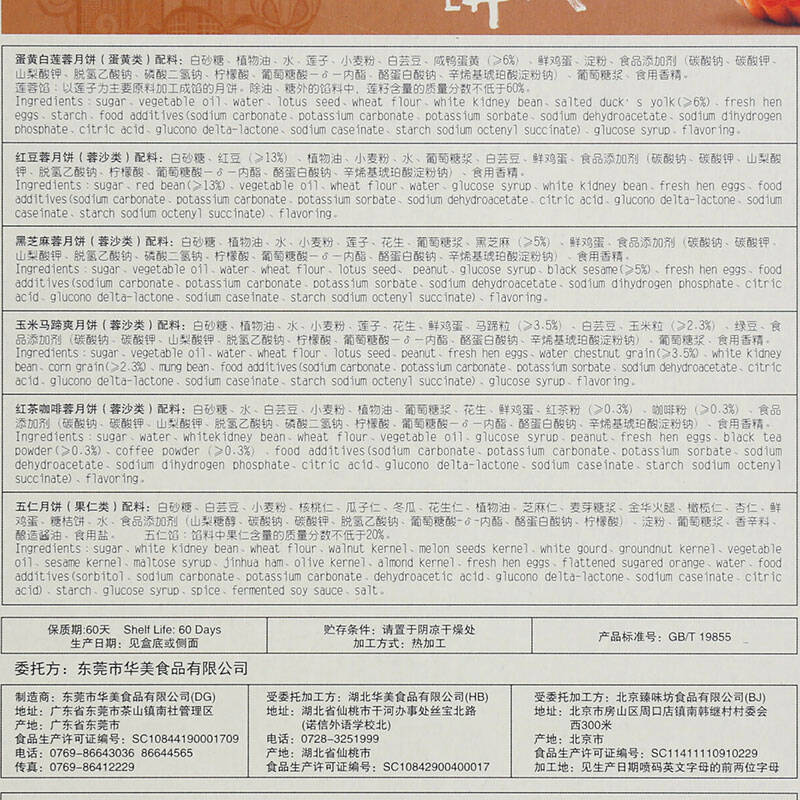 蛋黄白莲蓉月饼（蛋黄类）配料：白砂糖、植物油、水、莲子、小麦粉、白芸豆、咸鸭蛋黄（≥6%）、鲜鸡蛋、淀粉、食品添加剂（碳酸钠、碳酸钾、
山梨酸钾、脱氢乙酸钠、磷酸二氢钠、柠檬酸、葡萄糖酸-δ-内酯、酪蛋白酸钠、辛烯基琥珀酸淀粉钠）、葡萄糖浆、食用香精。
莲蓉馅：以莲子为主要原料加工成馅的月饼。除油、糖外的馅料中，莲籽含量的质量分数不低于60%。
Ingredients：sugar、vegetable oil、water、lotus seed、wheat flour、white kidney bean、salted duck's yolk(≥6%)、fresh hen
eggs、starch、food additives(sodium carbonate、potassium carbonate、potassium sorbate、sodium dehydroacetate、sodium dihydrogen
phosphate、citric acid、glucono delta-lactone、sodium caseinate、starch sodium octenyl succinate)、glucose syrup、flavoring。
红豆蓉月饼（蓉沙类）配料：白砂糖、红豆（≥13%）、植物油、小麦粉、水、葡萄糖浆、白芸豆、鲜鸡蛋、食品添加剂（碳酸钠、碳酸钾、山梨酸
钾、脱氢乙酸钠、柠檬酸、葡萄糖酸-δ-内酯、酪蛋白酸钠、辛烯基琥珀酸淀粉钠）、食用香精。
Ingredients：sugar、red bean(≥13%)、vegetable oil、wheat flour、water、glucose syrup、white kidney bean、fresh hen eggs、food
additives(sodium carbonate、potassium carbonate、potassium sorbate、sodium dehydroacetate、citric acid、glucono delta-lactone、sodium
caseinate、starch sodium octenyl succinate)、flavoring。
黑芝麻蓉月饼（蓉沙类）配料：白砂糖、植物油、水、小麦粉、莲子、花生、葡萄糖浆、黑芝麻（≥5%）、鲜鸡蛋、食品添加剂（碳酸钠、碳酸钾、
山梨酸钾、脱氢乙酸钠、磷酸二氢钠、柠檬酸、葡萄糖酸-δ-内酯、酪蛋白酸钠、辛烯基琥珀酸淀粉钠）、食用香精。
Ingredients：sugar、vegetable oil、water、wheat flour、lotus seed、peanut、glucose syrup、black sesame(≥5%)、fresh hen eggs、food
additives(sodium carbonate、potassium carbonate、potassium sorbate、sodium dehydroacetate、sodium dihydrogen phosphate、citric
acid、glucono delta-lactone、sodium caseinate、starch sodium octenyl succinate)、flavoring。
玉米马蹄爽月饼（蓉沙类）配料：白砂糖、植物油、水、小麦粉、莲子、花生、鲜鸡蛋、马蹄粒（≥3.5%）、白芸豆、玉米粒（≥2.3%）、绿豆、食
品添加剂（碳酸钠、碳酸钾、山梨酸钾、脱氢乙酸钠、柠檬酸、葡萄糖酸-δ-内酯、酪蛋白酸钠、辛烯基琥珀酸淀粉钠）、葡萄糖浆、食用香精。
Ingredients：sugar、vegetable oil、water、wheat flour、lotus seed、peanut、fresh hen eggs、water chestnut grain(≥3.5%)、white kidney
bean、corn grain(≥2.3%)、mung bean、food additives(sodium carbonate、potassium carbonate、potassium sorbate、sodium dehydroacetate、citric
acid、glucono delta-lactone、sodium caseinate、starch sodium octenyl succinate)、glucose syrup、flavoring。
红茶咖啡蓉月饼（蓉沙类）配料：白砂糖、水、白芸豆、小麦粉、植物油、葡萄糖浆、花生、鲜鸡蛋、红茶粉（≥0.3%）、咖啡粉（≥0.3%）、食品
添加剂（碳酸钠、碳酸钾、山梨酸钾、脱氢乙酸钠、磷酸二氢钠、柠檬酸、葡萄糖酸-δ-内酯、酪蛋白酸钠、辛烯基琥珀酸淀粉钠）、食用香精。
Ingredients：sugar、water、whitekidney bean、wheat flour、vegetable oil、glucose syrup、peanut、fresh hen eggs、black tea
powder(≥0.3%)、coffee powder（≥0.3%）、food additives(sodium carbonate、potassium carbonate、potassium sorbate、sodium
dehydroacetate、sodium dihydrogen phosphate、citric acid、glucono delta-lactone、sodium caseinate、starch sodium octenyl
succinate)、flavoring。
五仁月饼（果仁类）配料：白砂糖、白芸豆、小麦粉、核桃仁、瓜子仁、冬瓜、花生仁、植物油、芝麻仁、麦芽糖浆、金华火腿、橄榄仁、杏仁、鲜
鸡蛋、糖桔饼、水、食品添加剂（山梨糖醇、碳酸钠、碳酸钾、脱氢乙酸钠、葡萄糖酸-δ-内酯、酪蛋白酸钠、柠檬酸）、淀粉、葡萄糖浆、香辛料、
酿造酱油、食用盐。 五仁馅：馅料中果仁含量的质量分数不低于20%。
Ingredients：sugar、white kidney bean、wheat flour、walnut kernel、melon seeds kernel、white gourd、groundnut kernel、vegetable
oil、sesame kernel、maltose syrup、jinhua ham、olive kernel、almond kernel、fresh hen eggs、flattened sugared orange、water、food
additives(sorbitol、sodium carbonate、potassium carbonate、dehydroacetic acid、glucono delta-lactone、sodium caseinate、citric
acid)、starch、glucose syrup、spice、fermented soy sauce、salt。
保质期:60天 Shelf Life: 60 Days
生产日期：见盒底或侧面
贮存条件：请置于阴凉干燥处
加工方式：热加工
产品标准号：GB/T 19855
委托方：东莞市华美食品有限公司
制造商：东莞市华美食品有限公司(DG)
地址：广东省东莞市茶山镇南社管理区
产地：广东省东莞市
食品生产许可证编号：SC10844190001709
电话：0769-86643036 86644565
传真：0769-86412229
受委托加工方：湖北华美食品有限公司(HB)
地址：湖北省仙桃市干河办事处丝宝北路
(诺信外语学校北)
电话：0728-3251999
产地：湖北省仙桃市
食品生产许可证编号：SC10842900400017
受委托加工方：北京臻味坊食品有限公司(BJ)
地址：北京市房山区周口店镇南韩继村村委会
西300米
产地：北京市
食品生产许可证编号：SC11411110910229
加工地：见生产日期喷码英文字母的前两位字母